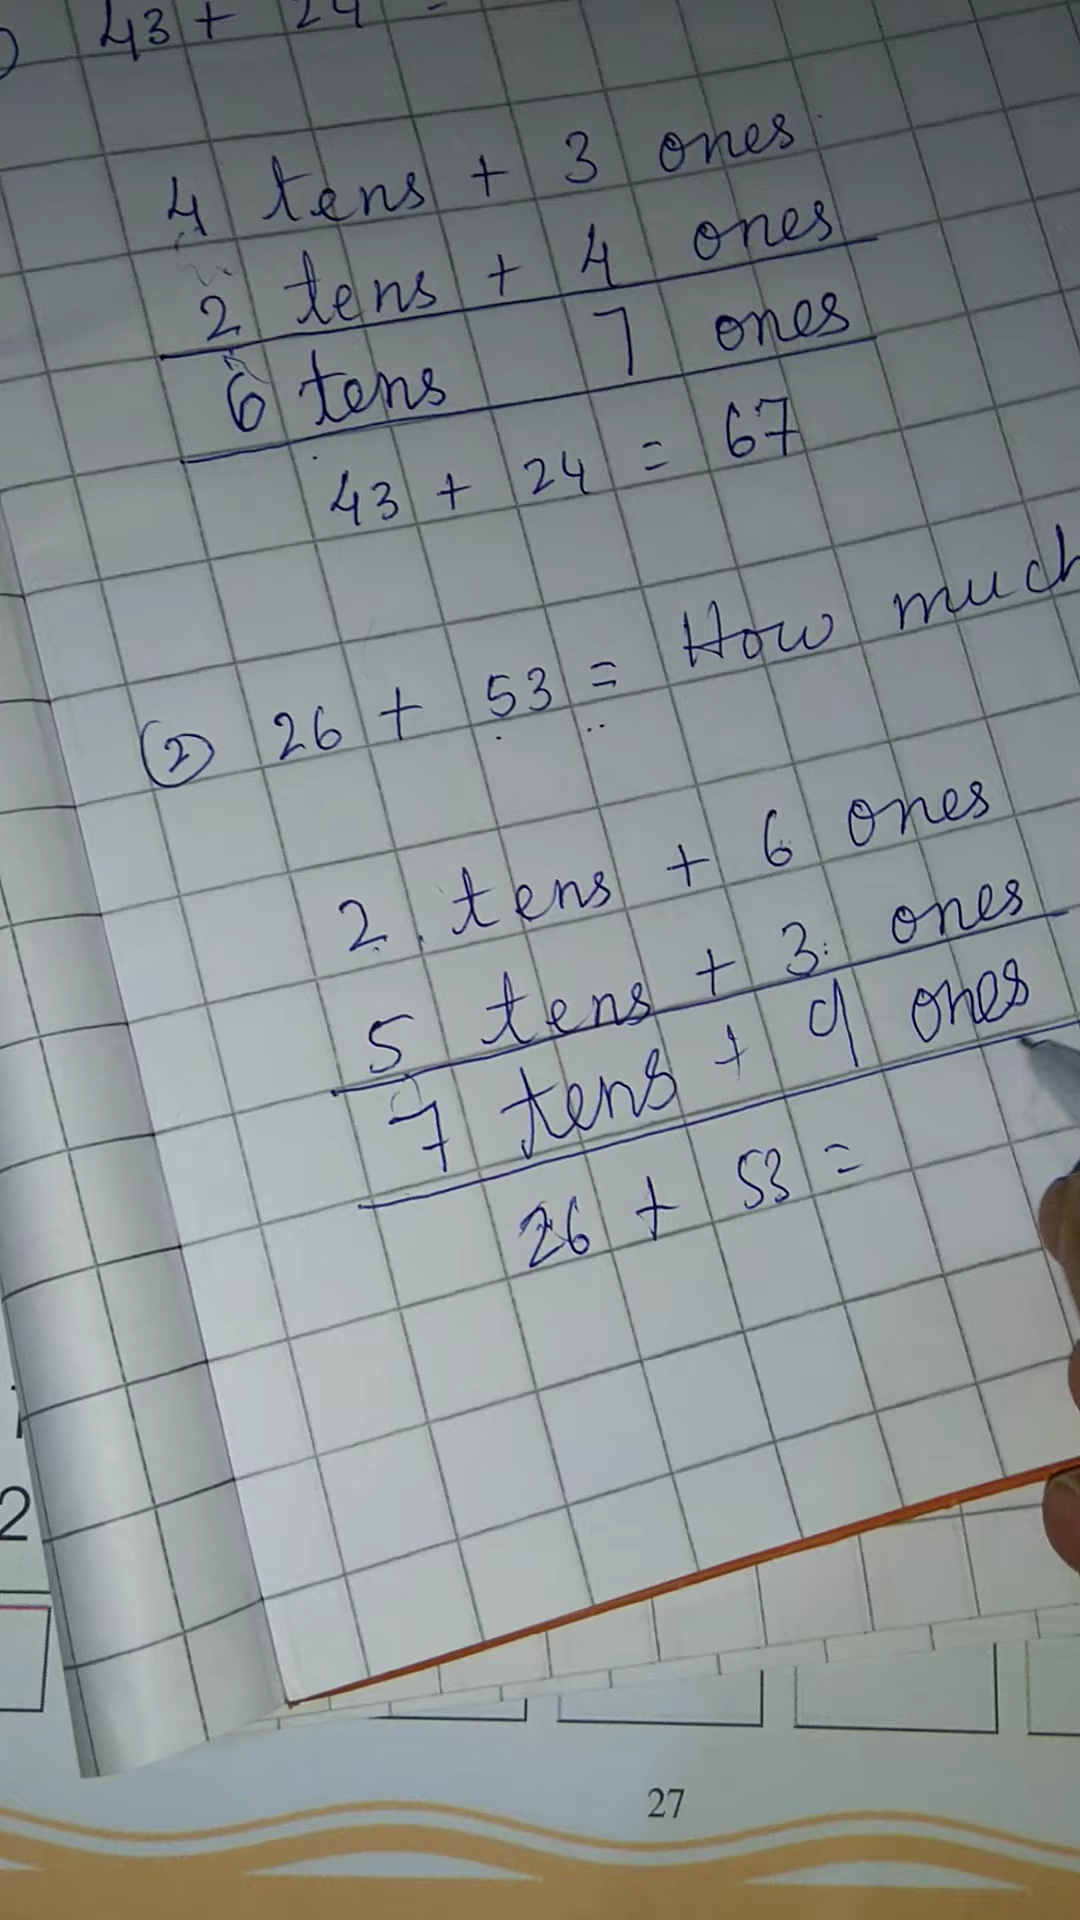 ) 43 + 24 =
4 tens + 3 ones
2 tens + 4 ones
6 tens 7 ones
43 + 24 = 67
(2) 26 + 53 = How much
2 tens + 6 ones
5 tens + 3 ones
7 tens + 9 ones
26 + 53 =
2
27